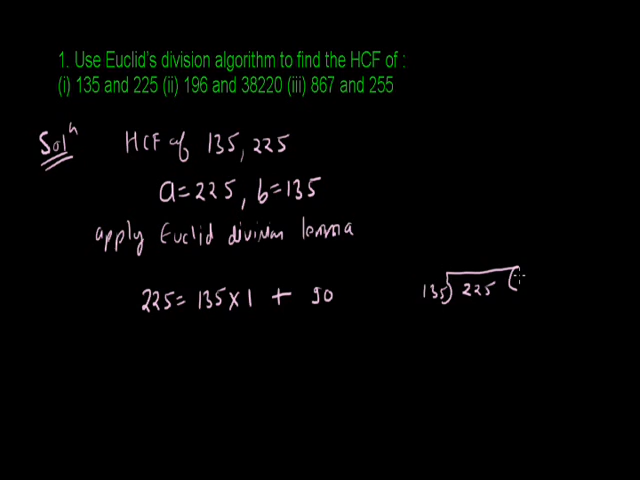 1. Use Euclid's division algorithm to find the HCF of :
(i) 135 and 225 (ii) 196 and 38220 (iii) 867 and 255
Solⁿ HCF of 135, 225
a=225, b=135
apply Euclid division lemma
225 = 135 × 1 + 90
135) 225 (